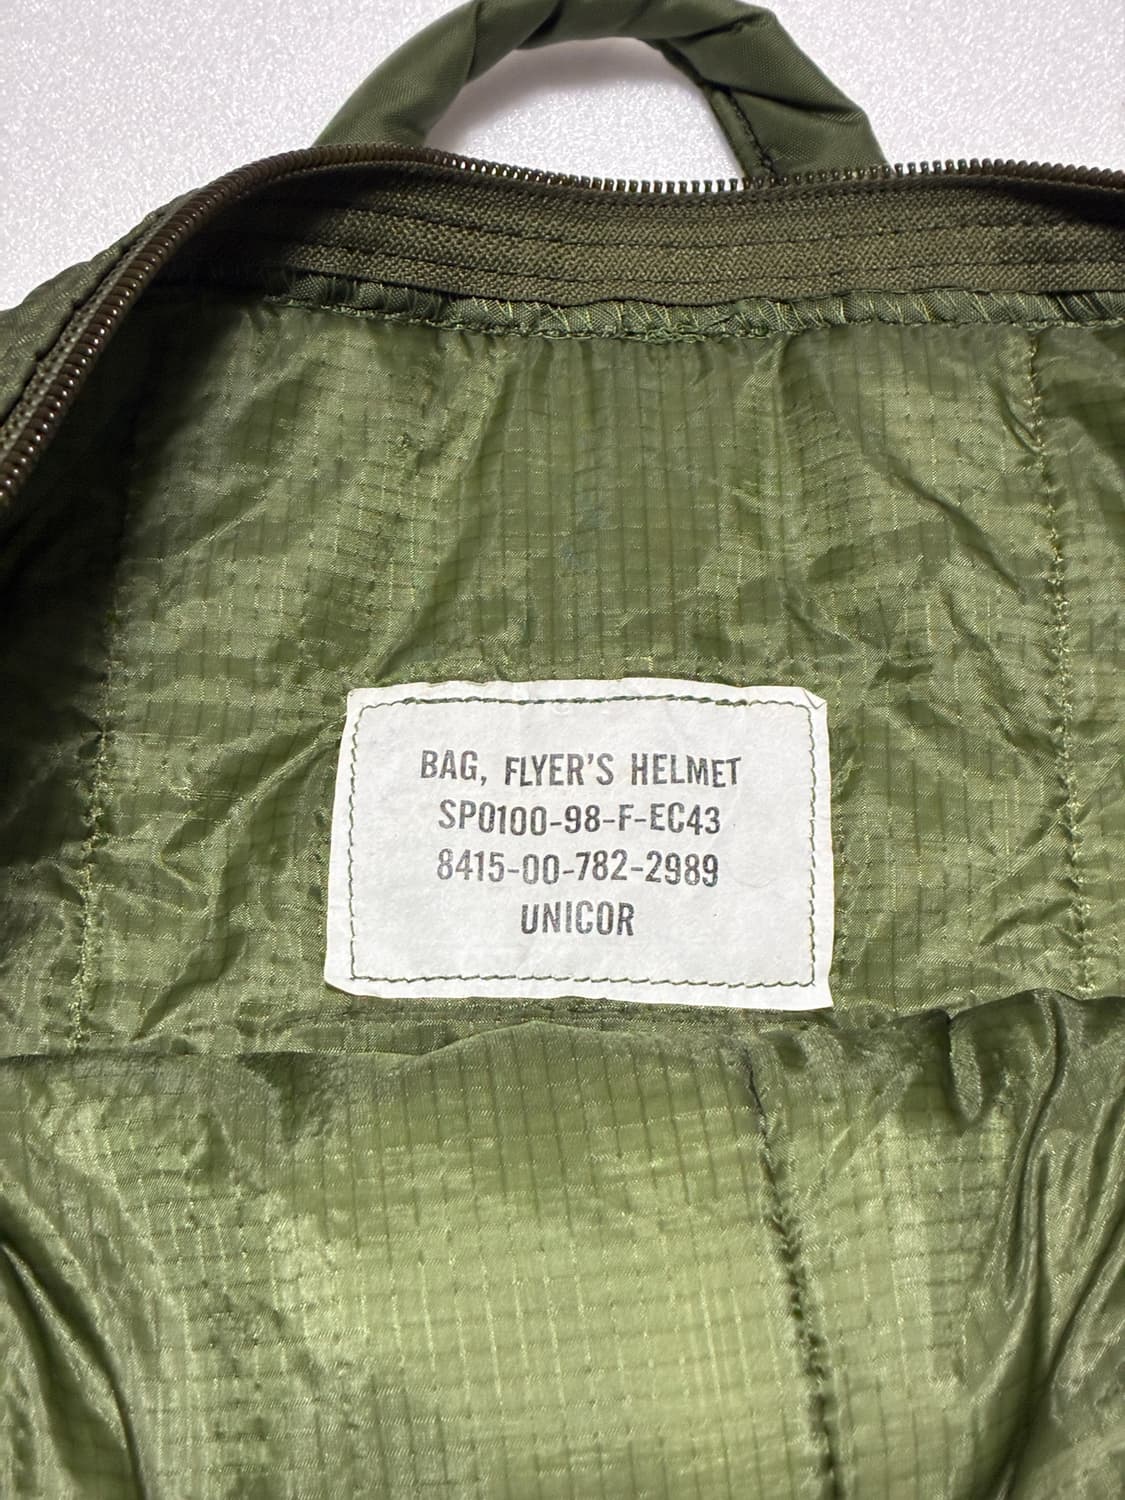 BAG, FLYER'S HELMET
SP0100-98-F-EC43
8415-00-782-2989
UNICOR